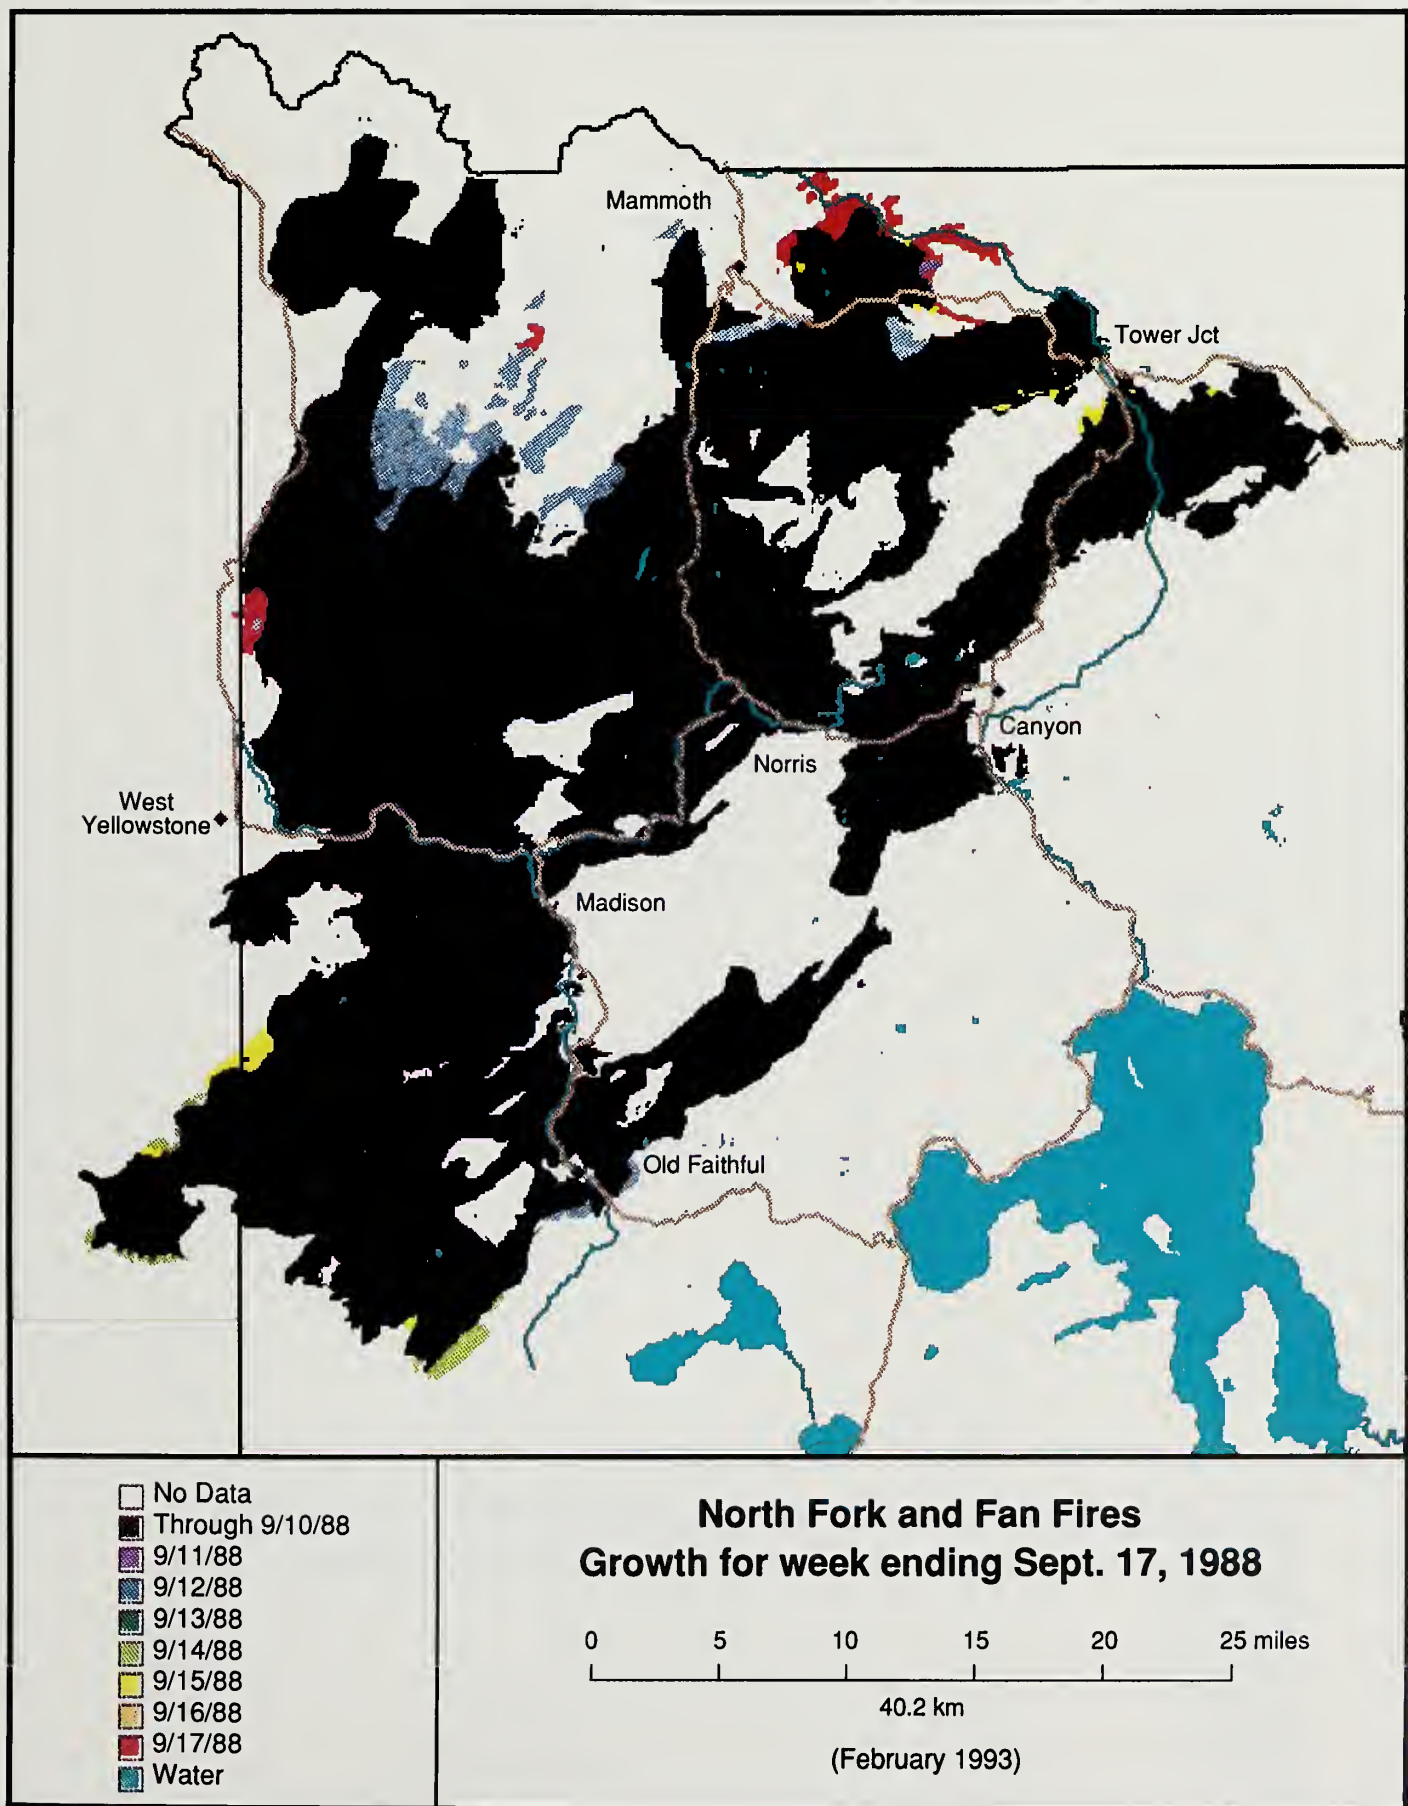 Mammoth
Tower Jct
Canyon
Norris
West
Yellowstone
Madison
Old Faithful
No Data
Through 9/10/88
9/11/88
9/12/88
9/13/88
9/14/88
9/15/88
9/16/88
9/17/88
Water
North Fork and Fan Fires
Growth for week ending Sept. 17, 1988
0 5 10 15 20 25 miles
40.2 km
(February 1993)